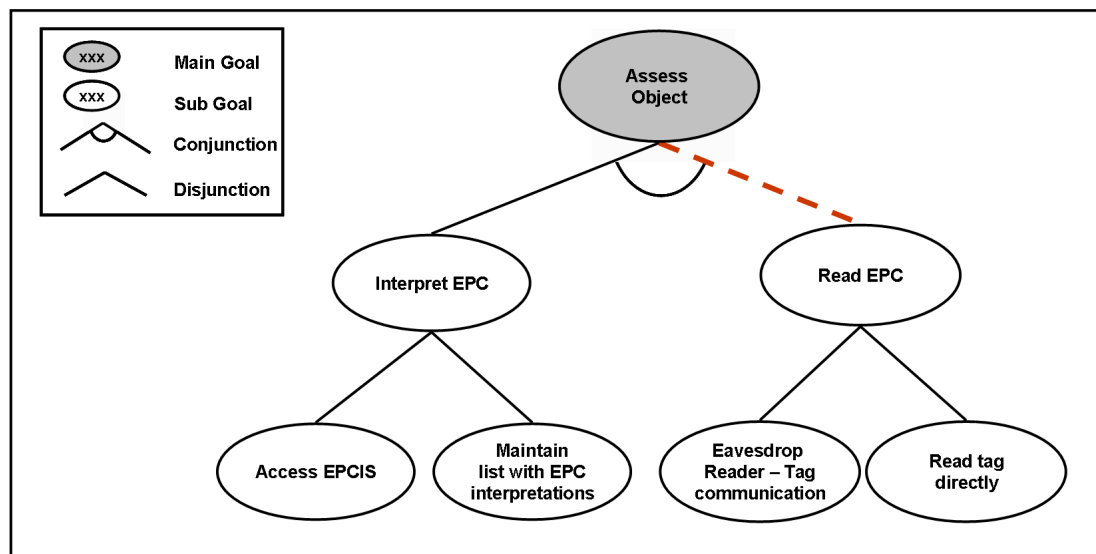 xxx
Main Goal
xxx
Sub Goal
Conjunction
Disjunction
Assess
Object
Interpret EPC
Read EPC
Access EPCIS
Maintain
list with EPC
interpretations
Eavesdrop
Reader – Tag
communication
Read tag
directly